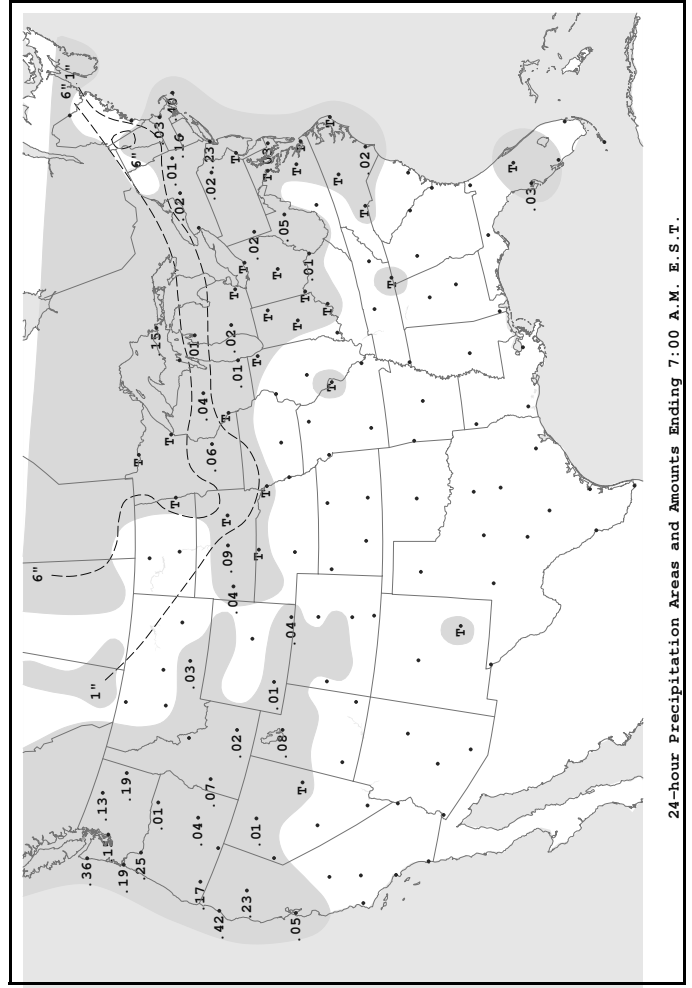 6"
6" 1"
.36
1"
.13
.19
.19
T
6"
.25
.15
.03
.01
T
.01
.40
T
.02
.16
.03
.01
.17
.04
.04
.07
.06
.02
.23
.42
T
T
.09
.02
.04
T
T
.02
.01
T
.23
.02
.01
T
T
T
T
T
.03
.01
T
.08
.05
.04
.05
T
T
T
T
T
.01
T
T
T
T
T
.02
T
T
T
.03
24-hour Precipitation Areas and Amounts Ending 7:00 A.M. E.S.T.